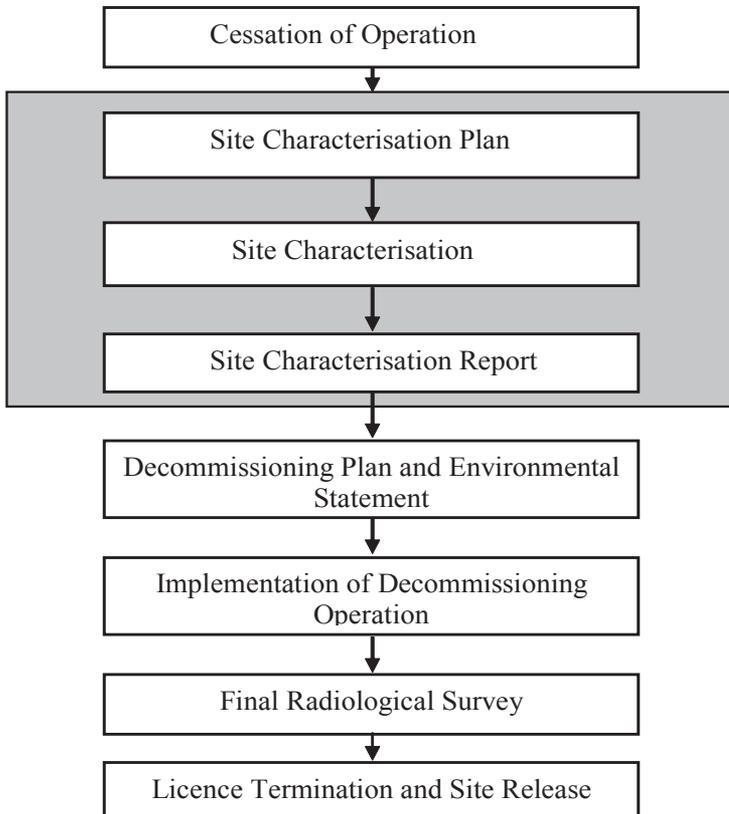 Cessation of Operation
Site Characterisation Plan
Site Characterisation
Site Characterisation Report
Decommissioning Plan and Environmental
Statement
Implementation of Decommissioning
Operation
Final Radiological Survey
Licence Termination and Site Release